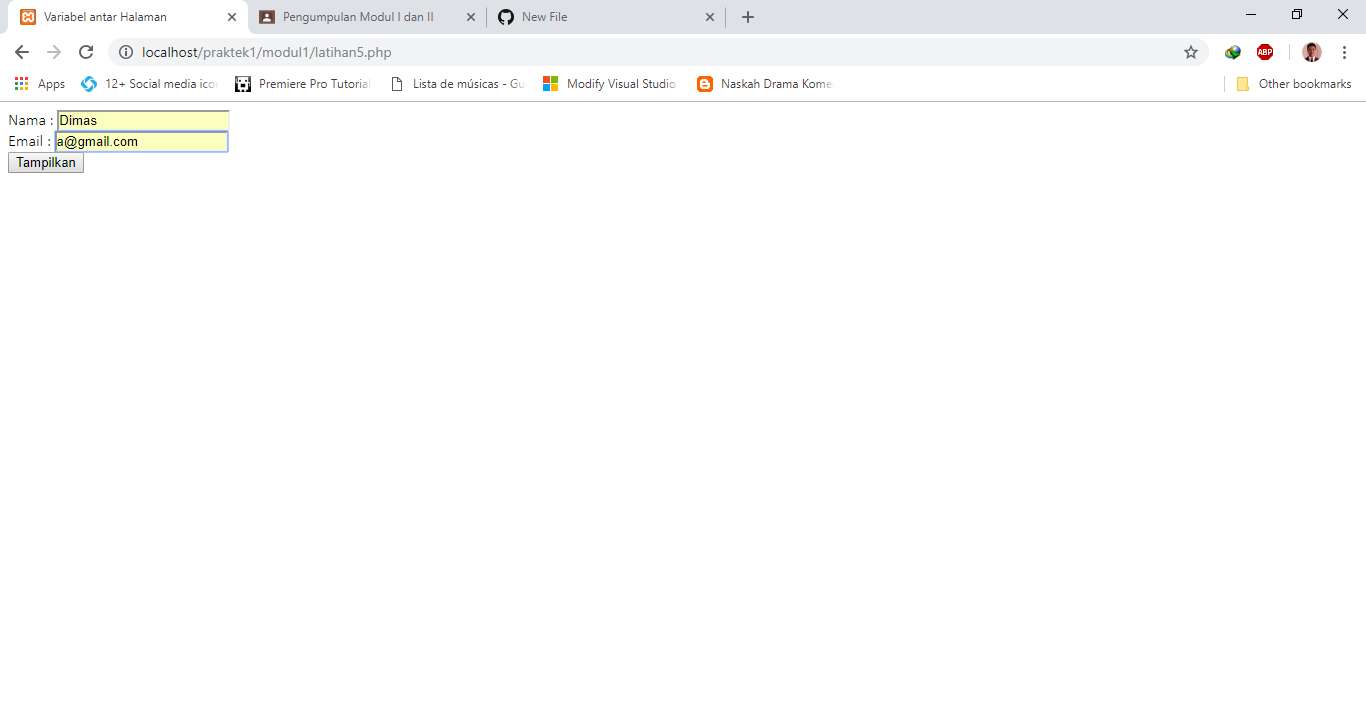 Variabel antar Halaman
Pengumpulan Modul I dan II
New File
localhost/praktek1/modul1/latihan5.php
ABP
Apps
12+ Social media icon
Premiere Pro Tutorial
Lista de músicas - Gu
Modify Visual Studio
Naskah Drama Kome
Other bookmarks
Nama : Dimas
Email : a@gmail.com
Tampilkan